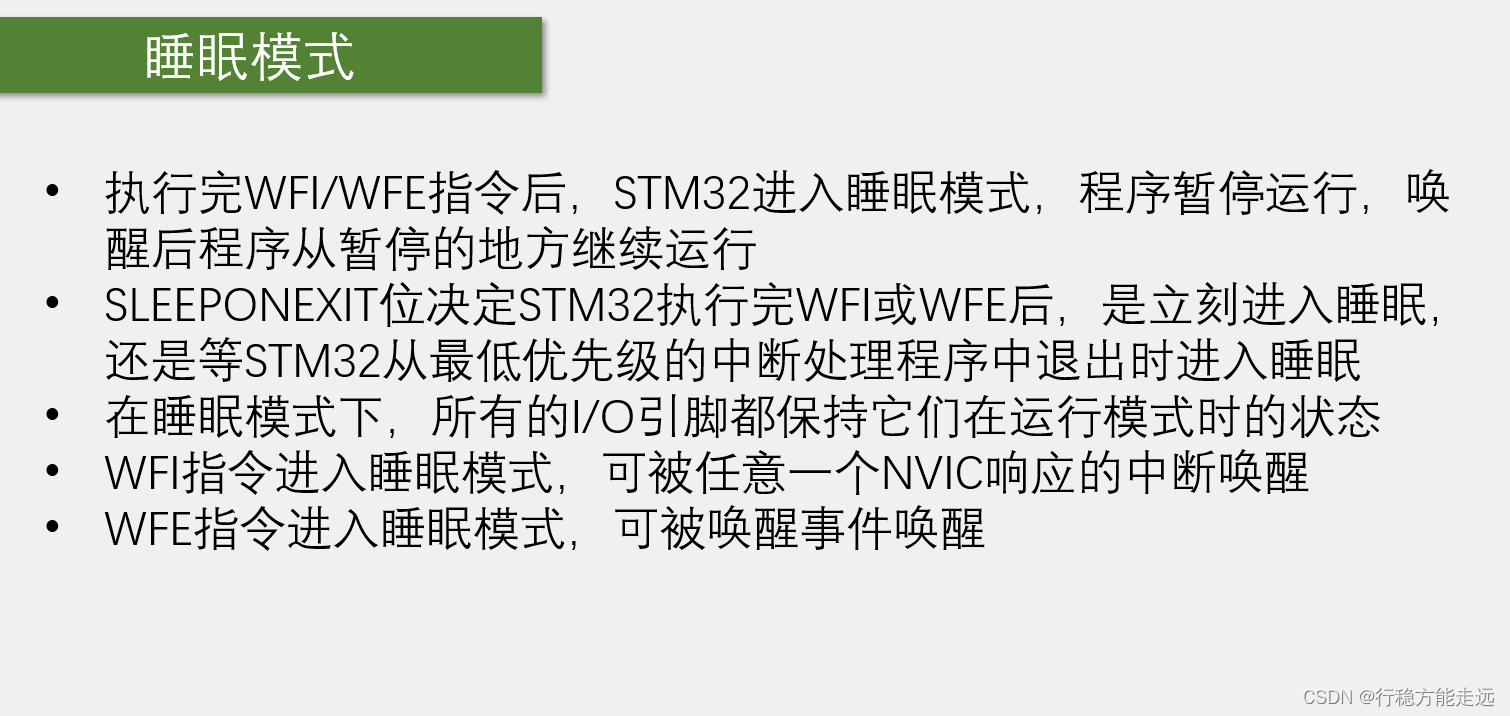 睡眠模式
• 执行完WFI/WFE指令后，STM32进入睡眠模式，程序暂停运行，唤
醒后程序从暂停的地方继续运行
• SLEEPONEXIT位决定STM32执行完WFI或WFE后，是立刻进入睡眠，
还是等STM32从最低优先级的中断处理程序中退出时进入睡眠
• 在睡眠模式下，所有的I/O引脚都保持它们在运行模式时的状态
• WFI指令进入睡眠模式，可被任意一个NVIC响应的中断唤醒
• WFE指令进入睡眠模式，可被唤醒事件唤醒
CSDN @行稳方能走远